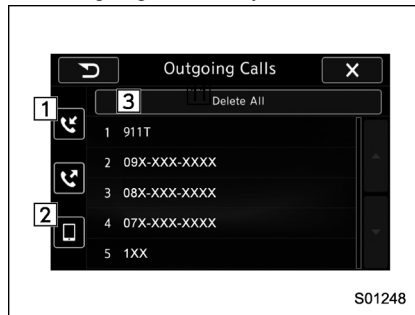 Outgoing Calls
1
3
Delete All
1 911T
2 09X-XXX-XXXX
3 08X-XXX-XXXX
2
4 07X-XXX-XXXX
5 1XX
S01248